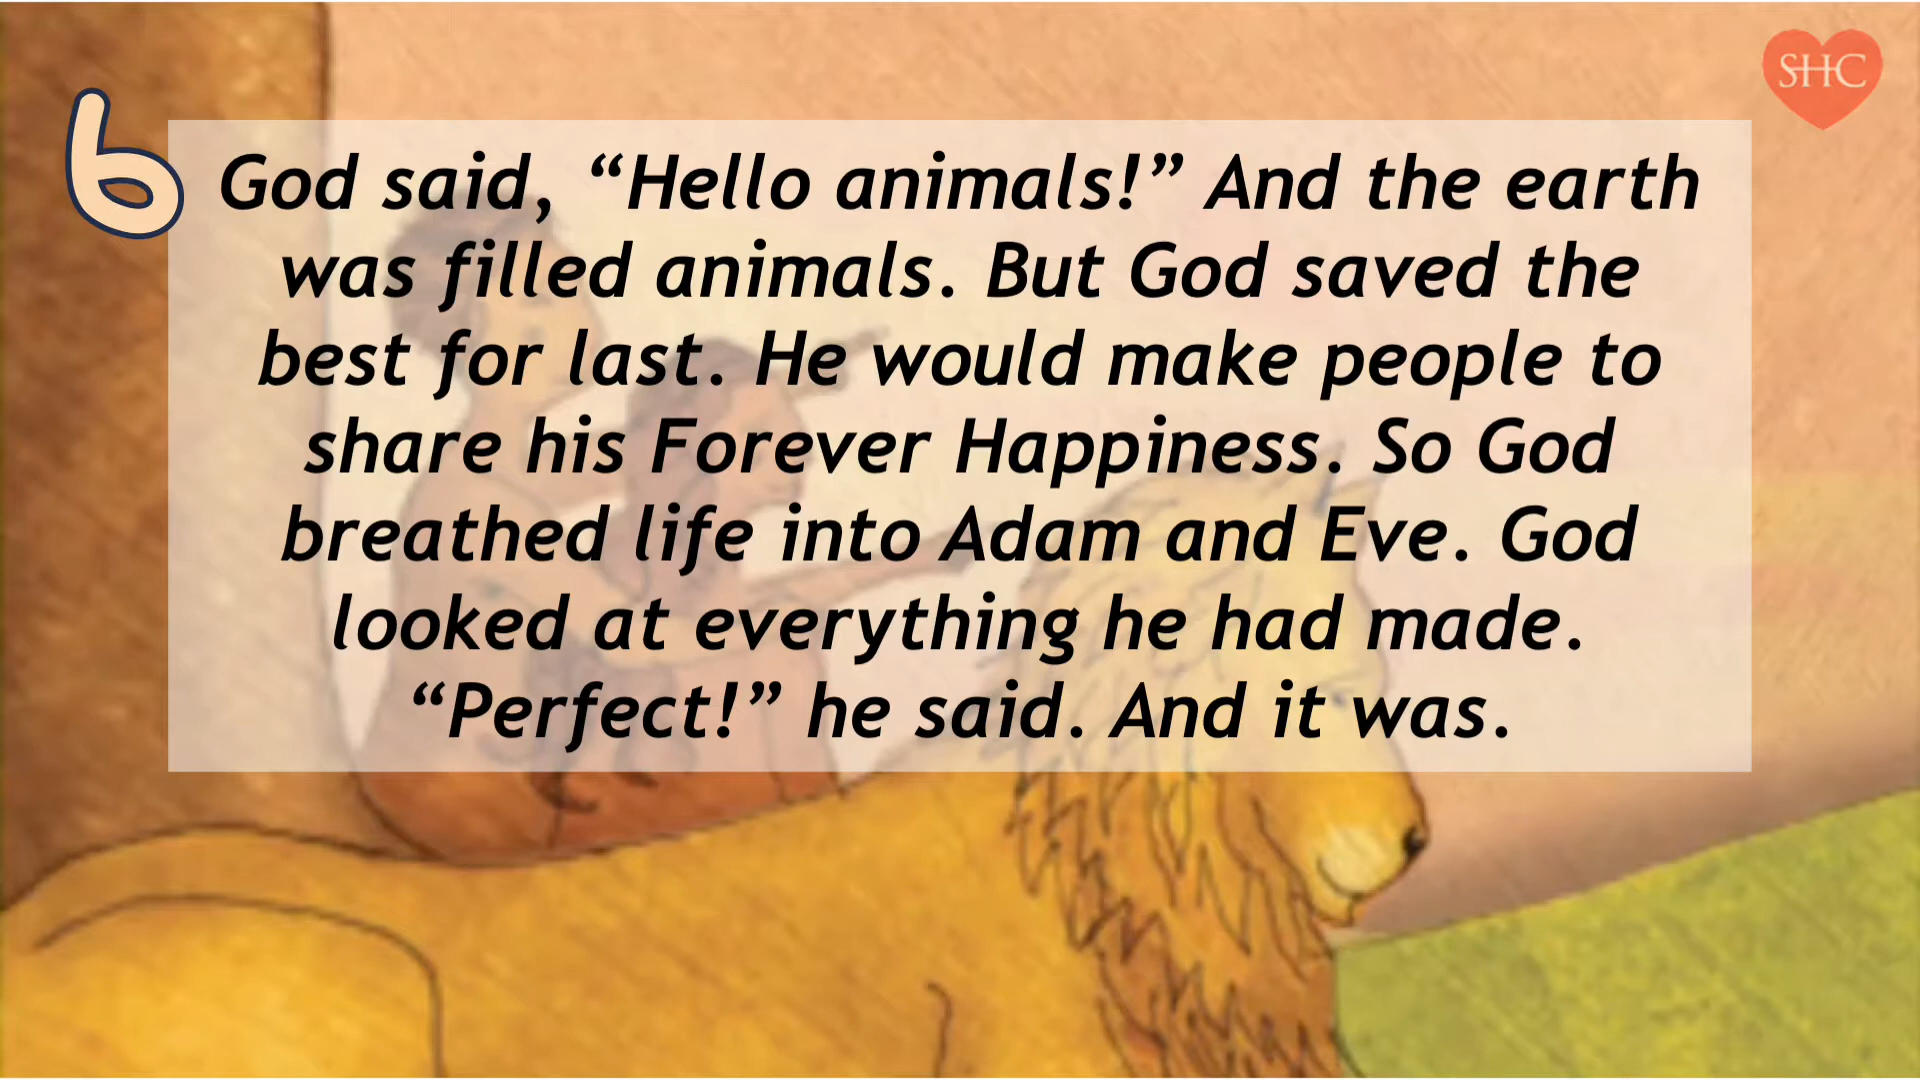 SHC
6
God said, “Hello animals!” And the earth
was filled animals. But God saved the
best for last. He would make people to
share his Forever Happiness. So God
breathed life into Adam and Eve. God
looked at everything he had made.
“Perfect!” he said. And it was.